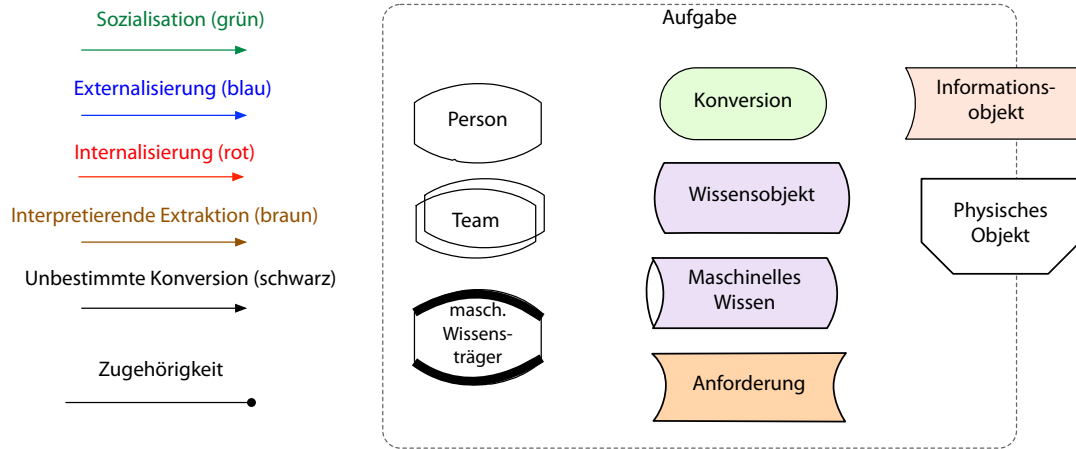 Sozialisation (grün)
Externalisierung (blau)
Internalisierung (rot)
Interpretierende Extraktion (braun)
Unbestimmte Konversion (schwarz)
Zugehörigkeit
Aufgabe
Person
Team
masch.
Wissens-
träger
Konversion
Wissensobjekt
Maschinelles
Wissen
Anforderung
Informations-
objekt
Physisches
Objekt